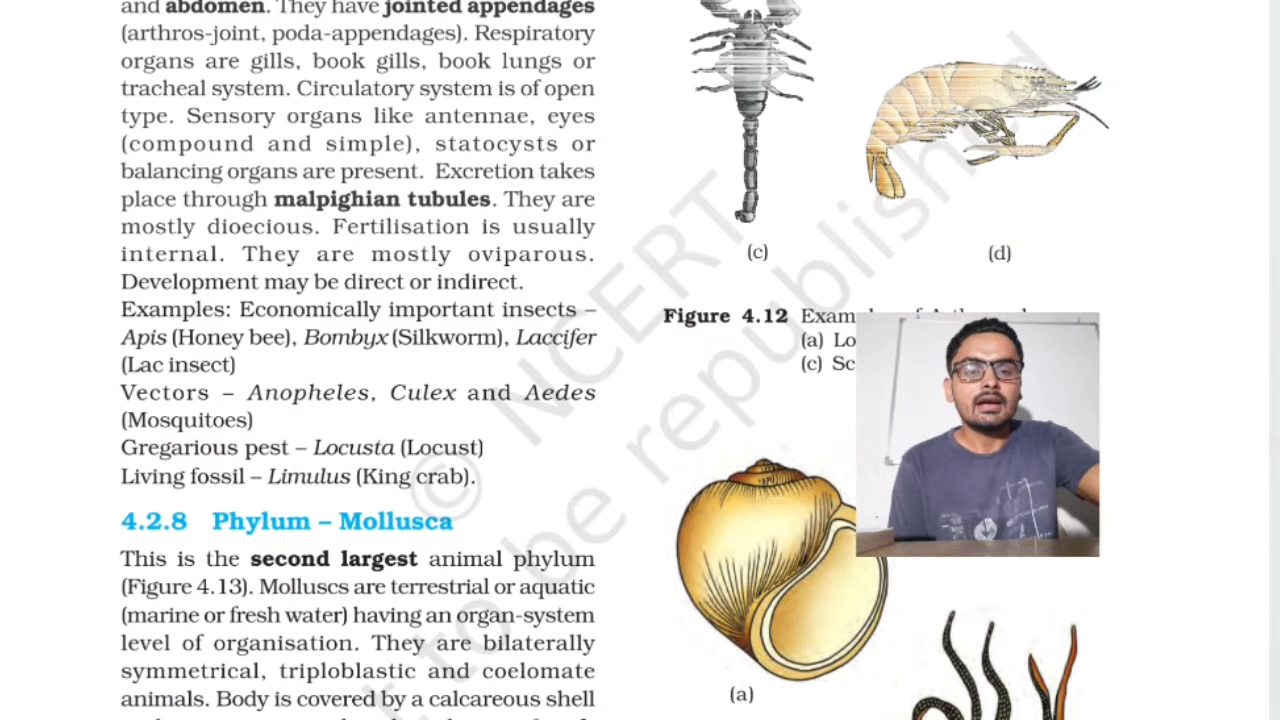 and abdomen. They have jointed appendages
(arthros-joint, poda-appendages). Respiratory
organs are gills, book gills, book lungs or
tracheal system. Circulatory system is of open
type. Sensory organs like antennae, eyes
(compound and simple), statocysts or
balancing organs are present. Excretion takes
place through malpighian tubules. They are
mostly dioecious. Fertilisation is usually
internal. They are mostly oviparous.
Development may be direct or indirect.
Examples: Economically important insects –
Apis (Honey bee), Bombyx (Silkworm), Laccifer
(Lac insect)
Vectors – Anopheles, Culex and Aedes
(Mosquitoes)
Gregarious pest – Locusta (Locust)
Living fossil – Limulus (King crab).
4.2.8 Phylum – Mollusca
This is the second largest animal phylum
(Figure 4.13). Molluscs are terrestrial or aquatic
(marine or fresh water) having an organ-system
level of organisation. They are bilaterally
symmetrical, triploblastic and coelomate
animals. Body is covered by a calcareous shell
(c)
(d)
Figure 4.12
(a) Lo
(c) Sc
(a)
© NCERT
to be republished